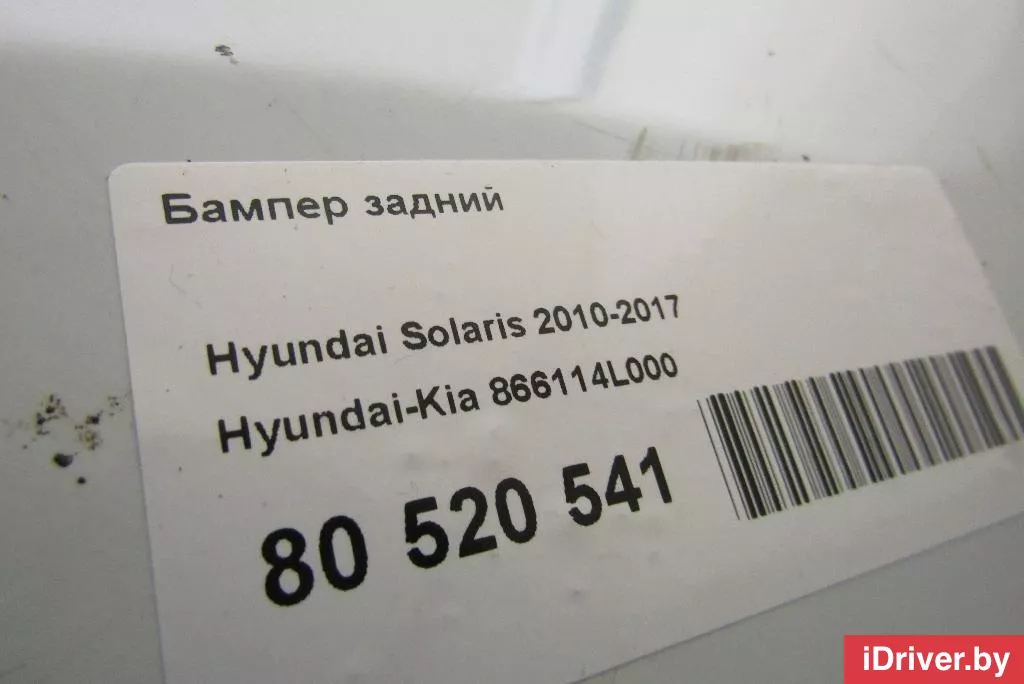 Бампер задний
Hyundai Solaris 2010-2017
Hyundai-Kia 866114L000
80 520 541
iDriver.by